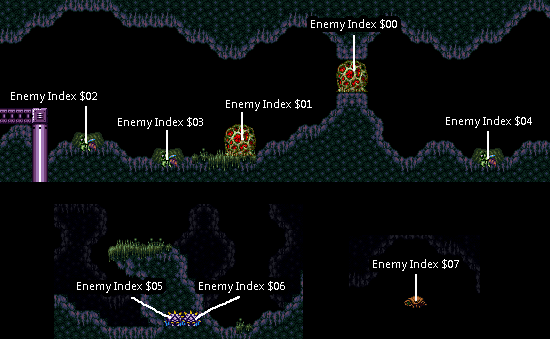 Enemy Index $00
Enemy Index $02
Enemy Index $01
Enemy Index $03
Enemy Index $04
Enemy Index $07
Enemy Index $05
Enemy Index $06